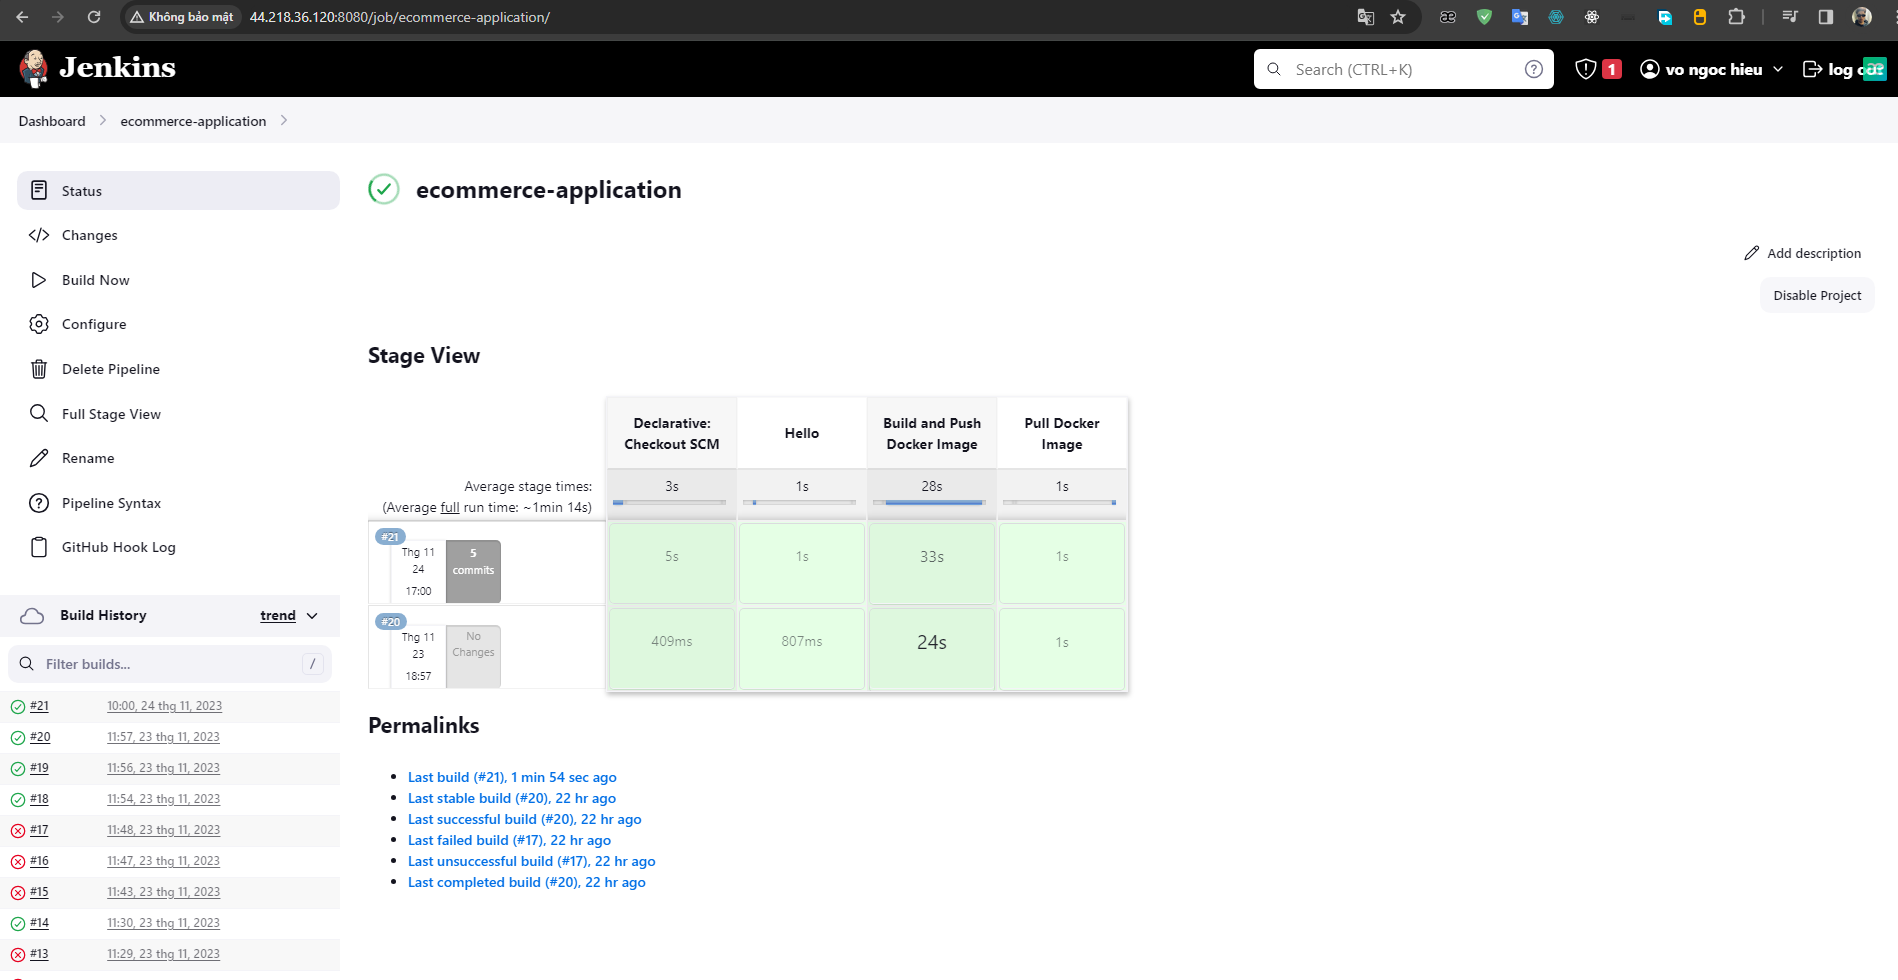 Không bảo mật 44.218.36.120:8080/job/ecommerce-application/
Jenkins
Search (CTRL+K)
1
vo ngoc hieu
log
Dashboard
ecommerce-application
Status
Changes
Build Now
Configure
Delete Pipeline
Full Stage View
Rename
Pipeline Syntax
GitHub Hook Log
Build History
trend
Filter builds...
/
#21 10:00, 24 thg 11, 2023
#20 11:57, 23 thg 11, 2023
#19 11:56, 23 thg 11, 2023
#18 11:54, 23 thg 11, 2023
#17 11:48, 23 thg 11, 2023
#16 11:47, 23 thg 11, 2023
#15 11:43, 23 thg 11, 2023
#14 11:30, 23 thg 11, 2023
#13 11:29, 23 thg 11, 2023
ecommerce-application
Add description
Disable Project
Stage View
Declarative:
Checkout SCM
Hello
Build and Push
Docker Image
Pull Docker
Image
Average stage times:
(Average full run time: ~1min 14s)
3s
1s
28s
1s
#21
Thg 11
24
17:00
5
commits
5s
1s
33s
1s
#20
Thg 11
23
18:57
No
Changes
409ms
807ms
24s
1s
Permalinks
Last build (#21), 1 min 54 sec ago
Last stable build (#20), 22 hr ago
Last successful build (#20), 22 hr ago
Last failed build (#17), 22 hr ago
Last unsuccessful build (#17), 22 hr ago
Last completed build (#20), 22 hr ago